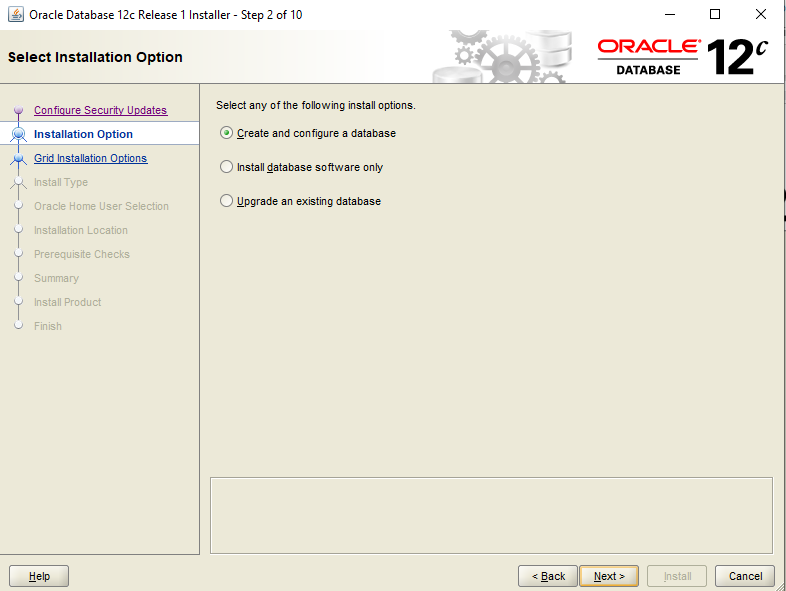 Oracle Database 12c Release 1 Installer - Step 2 of 10
Select Installation Option
ORACLE
DATABASE
12c
Configure Security Updates
Installation Option
Grid Installation Options
Install Type
Oracle Home User Selection
Installation Location
Prerequisite Checks
Summary
Install Product
Finish
Select any of the following install options.
Create and configure a database
Install database software only
Upgrade an existing database
Help
< Back
Next >
Install
Cancel